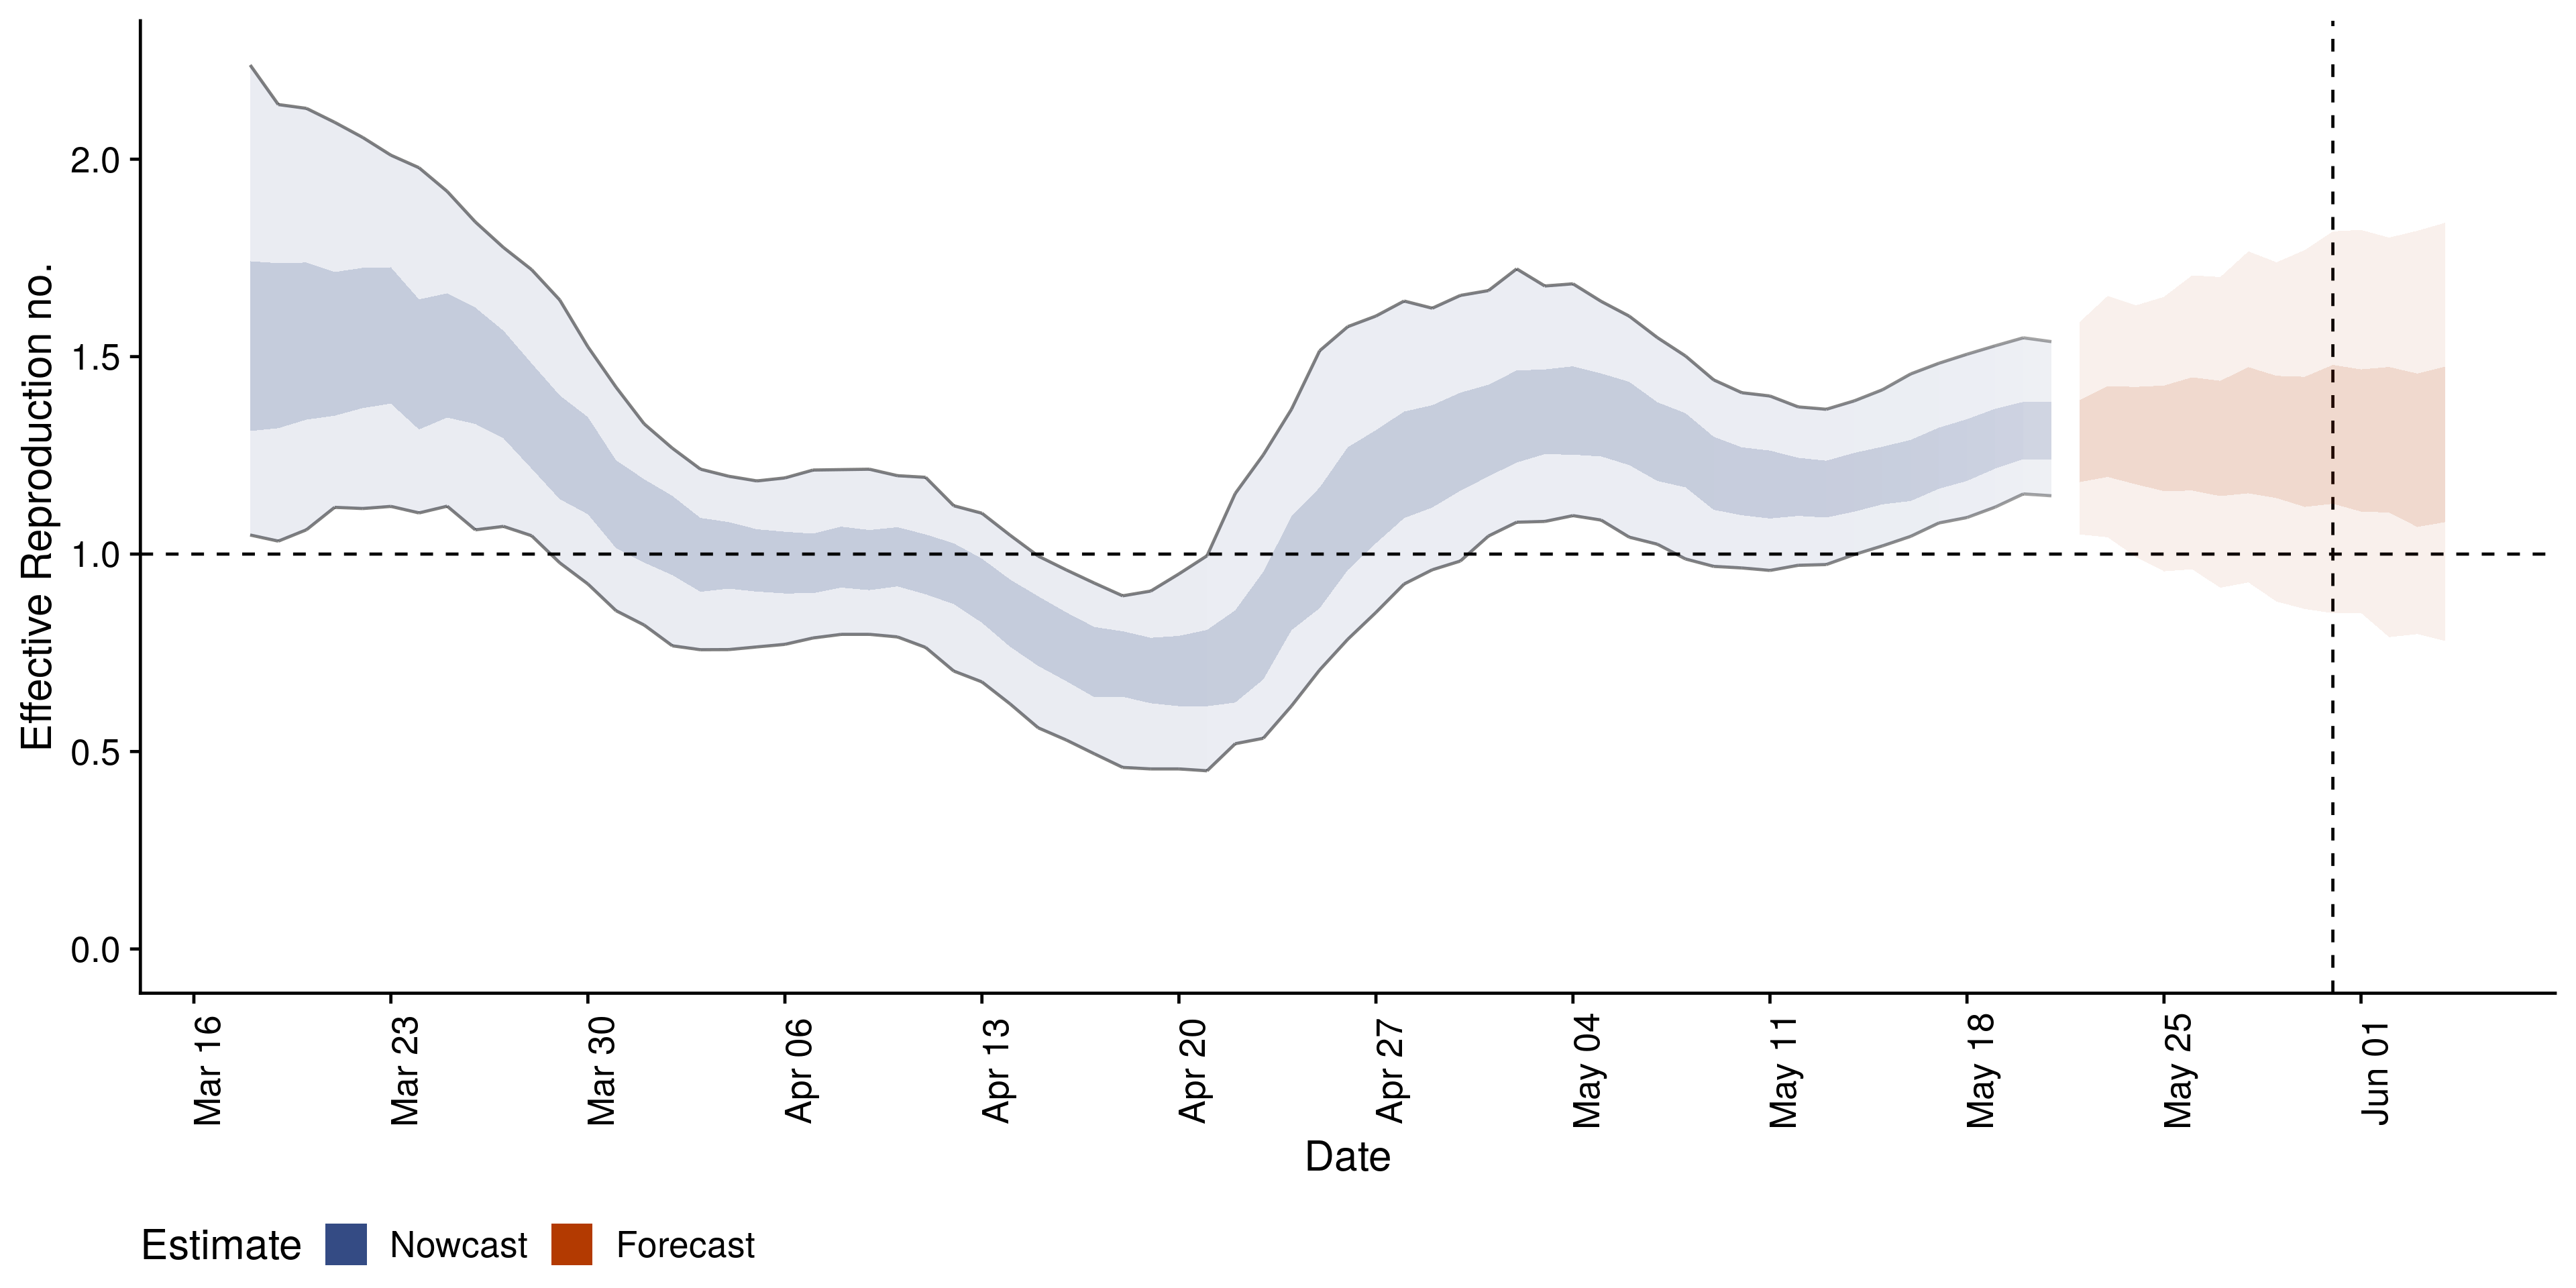 Effective Reproduction no.
2.0
1.5
1.0
0.5
0.0
Mar 16
Mar 23
Mar 30
Apr 06
Apr 13
Apr 20
Apr 27
May 04
May 11
May 18
May 25
Jun 01
Date
Estimate Nowcast Forecast